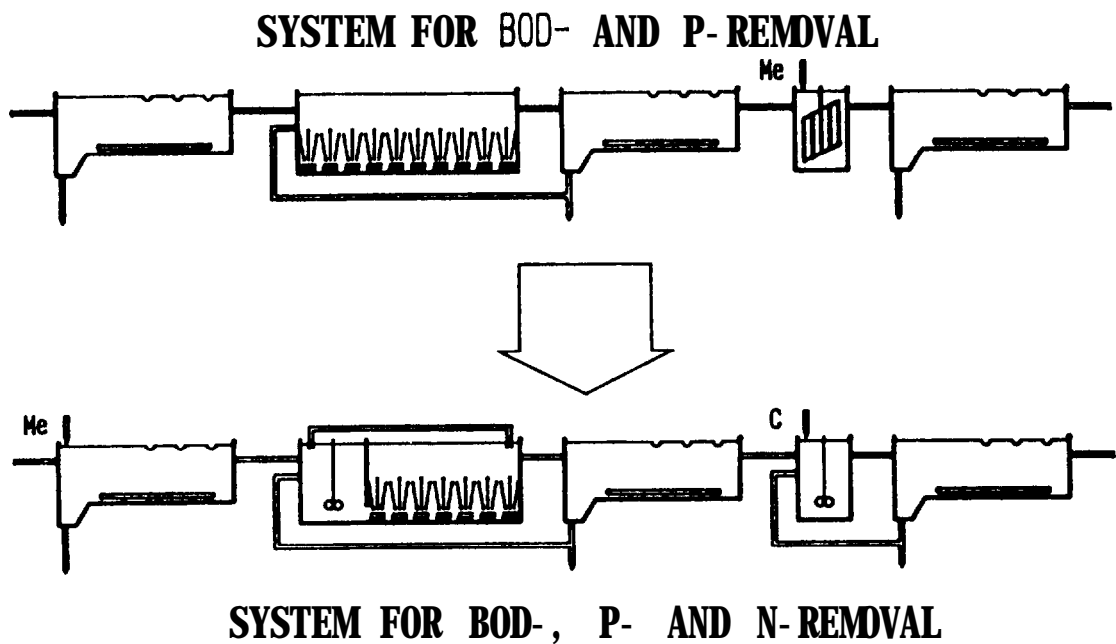 SYSTEM FOR BOD- AND P-REMOVAL
Me
Me
C
SYSTEM FOR BOD-, P- AND N-REMOVAL